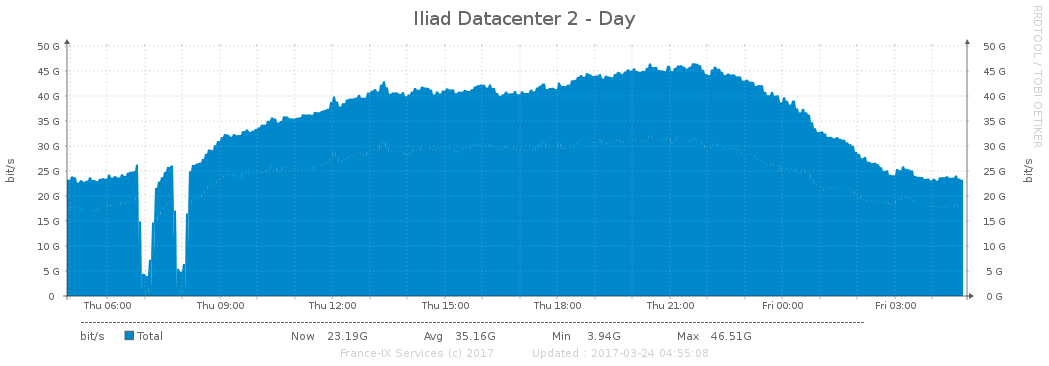 Iliad Datacenter 2 - Day
RRDTOOL / TOBI OETIKER
50 G 50 G
45 G 45 G
40 G 40 G
35 G 35 G
30 G 30 G
25 G 25 G
20 G 20 G
15 G 15 G
10 G 10 G
5 G 5 G
0 0 G
bit/s bit/s
Thu 06:00 Thu 09:00 Thu 12:00 Thu 15:00 Thu 18:00 Thu 21:00 Fri 00:00 Fri 03:00
bit/s Total Now 23.19G Avg 35.16G Min 3.94G Max 46.51G
France-IX Services (c) 2017 Updated : 2017-03-24 04:55:08